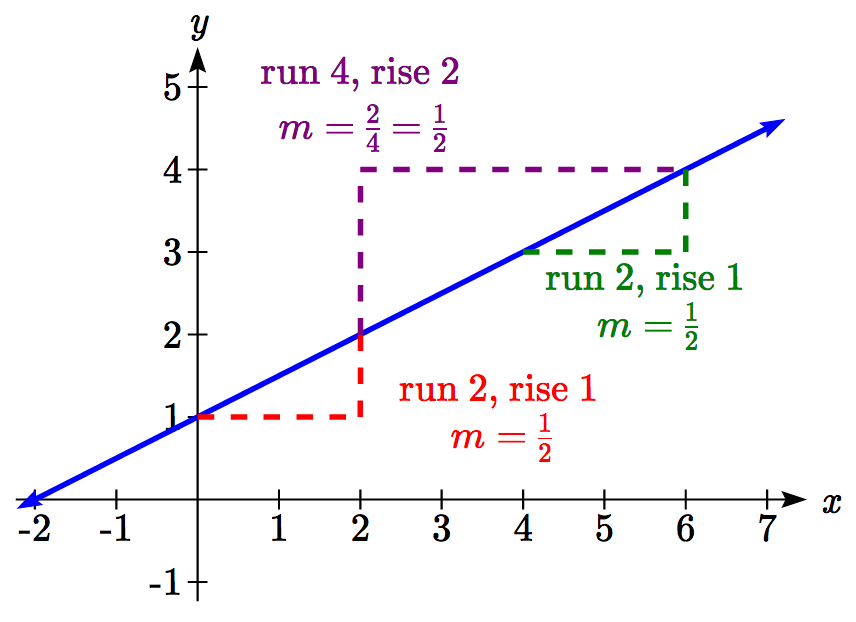 y
run 4, rise 2
m = 2/4 = 1/2
5
4
3
2
1
-1
run 2, rise 1
m = 1/2
run 2, rise 1
m = 1/2
-2 -1 1 2 3 4 5 6 7 x